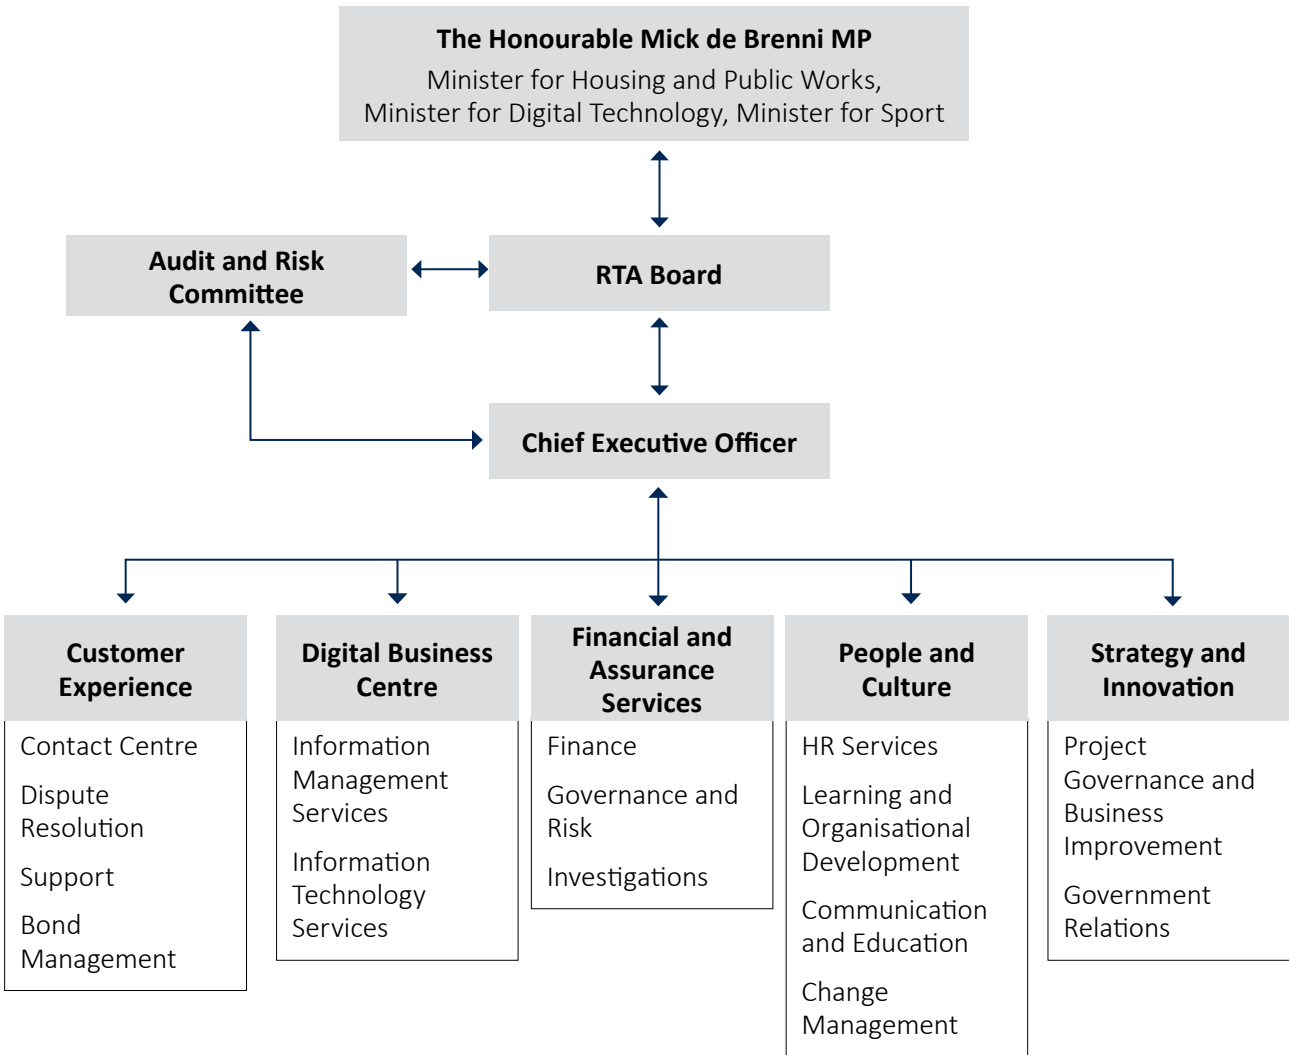 The Honourable Mick de Brenni MP
Minister for Housing and Public Works,
Minister for Digital Technology, Minister for Sport
Audit and Risk
Committee
RTA Board
Chief Executive Officer
Customer
Experience
Contact Centre
Dispute
Resolution
Support
Bond
Management
Digital Business
Centre
Information
Management
Services
Information
Technology
Services
Financial and
Assurance
Services
Finance
Governance and
Risk
Investigations
People and
Culture
HR Services
Learning and
Organisational
Development
Communication
and Education
Change
Management
Strategy and
Innovation
Project
Governance and
Business
Improvement
Government
Relations